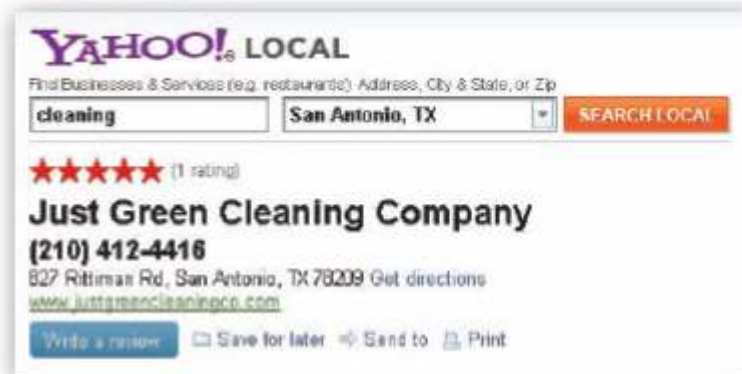 YAHOO! LOCAL
Find Businesses & Services (e.g. restaurants) Address, City & State, or Zip
cleaning San Antonio, TX SEARCH LOCAL
(1 rating)
Just Green Cleaning Company
(210) 412-4416
827 Rittiman Rd, San Antonio, TX 78209 Get directions
www.justgreencleaningco.com
Write a review Save for later Send to Print